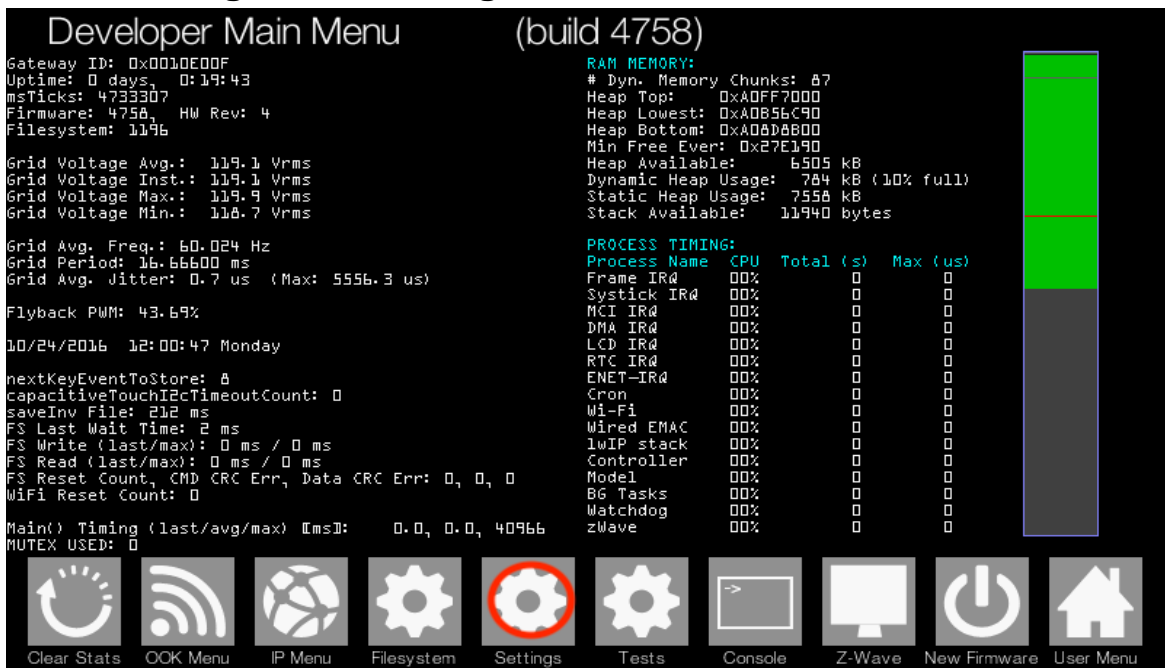 Developer Main Menu (build 4758)
Gateway ID: 0x0010E00F
Uptime: 0 days, 0:19:43
msTicks: 4733307
Firmware: 4758, HW Rev: 4
Filesystem: 1196
Grid Voltage Avg.: 119.1 Vrms
Grid Voltage Inst.: 119.1 Vrms
Grid Voltage Max.: 119.9 Vrms
Grid Voltage Min.: 118.7 Vrms
Grid Avg. Freq.: 60.024 Hz
Grid Period: 16.66600 ms
Grid Avg. Jitter: 0.7 us (Max: 5556.3 us)
Flyback PWM: 43.69%
10/24/2016 12:00:47 Monday
nextKeyEventToStore: 8
capacitiveTouchI2cTimeoutCount: 0
saveInv File: 212 ms
FS Last Wait Time: 2 ms
FS Write (last/max): 0 ms / 0 ms
FS Read (last/max): 0 ms / 0 ms
FS Reset Count, CMD CRC Err, Data CRC Err: 0, 0, 0
WiFi Reset Count: 0
Main() Timing (last/avg/max) [ms]: 0.0, 0.0, 40966
MUTEX USED: 0
RAM MEMORY:
# Dyn. Memory Chunks: 87
Heap Top: 0xA0FF7000
Heap Lowest: 0xA0B56C90
Heap Bottom: 0xA08D8B00
Min Free Ever: 0x27E190
Heap Available: 6505 kB
Dynamic Heap Usage: 784 kB (10% full)
Static Heap Usage: 7558 kB
Stack Available: 11940 bytes
PROCESS TIMING:
Process Name CPU Total (s) Max (us)
Frame IRQ 00% 0 0
Systick IRQ 00% 0 0
MCI IRQ 00% 0 0
DMA IRQ 00% 0 0
LCD IRQ 00% 0 0
RTC IRQ 00% 0 0
ENET-IRQ 00% 0 0
Cron 00% 0 0
Wi-Fi 00% 0 0
Wired EMAC 00% 0 0
lwIP stack 00% 0 0
Controller 00% 0 0
Model 00% 0 0
BG Tasks 00% 0 0
Watchdog 00% 0 0
zWave 00% 0 0
->
Clear Stats OOK Menu IP Menu Filesystem Settings Tests Console Z-Wave New Firmware User Menu